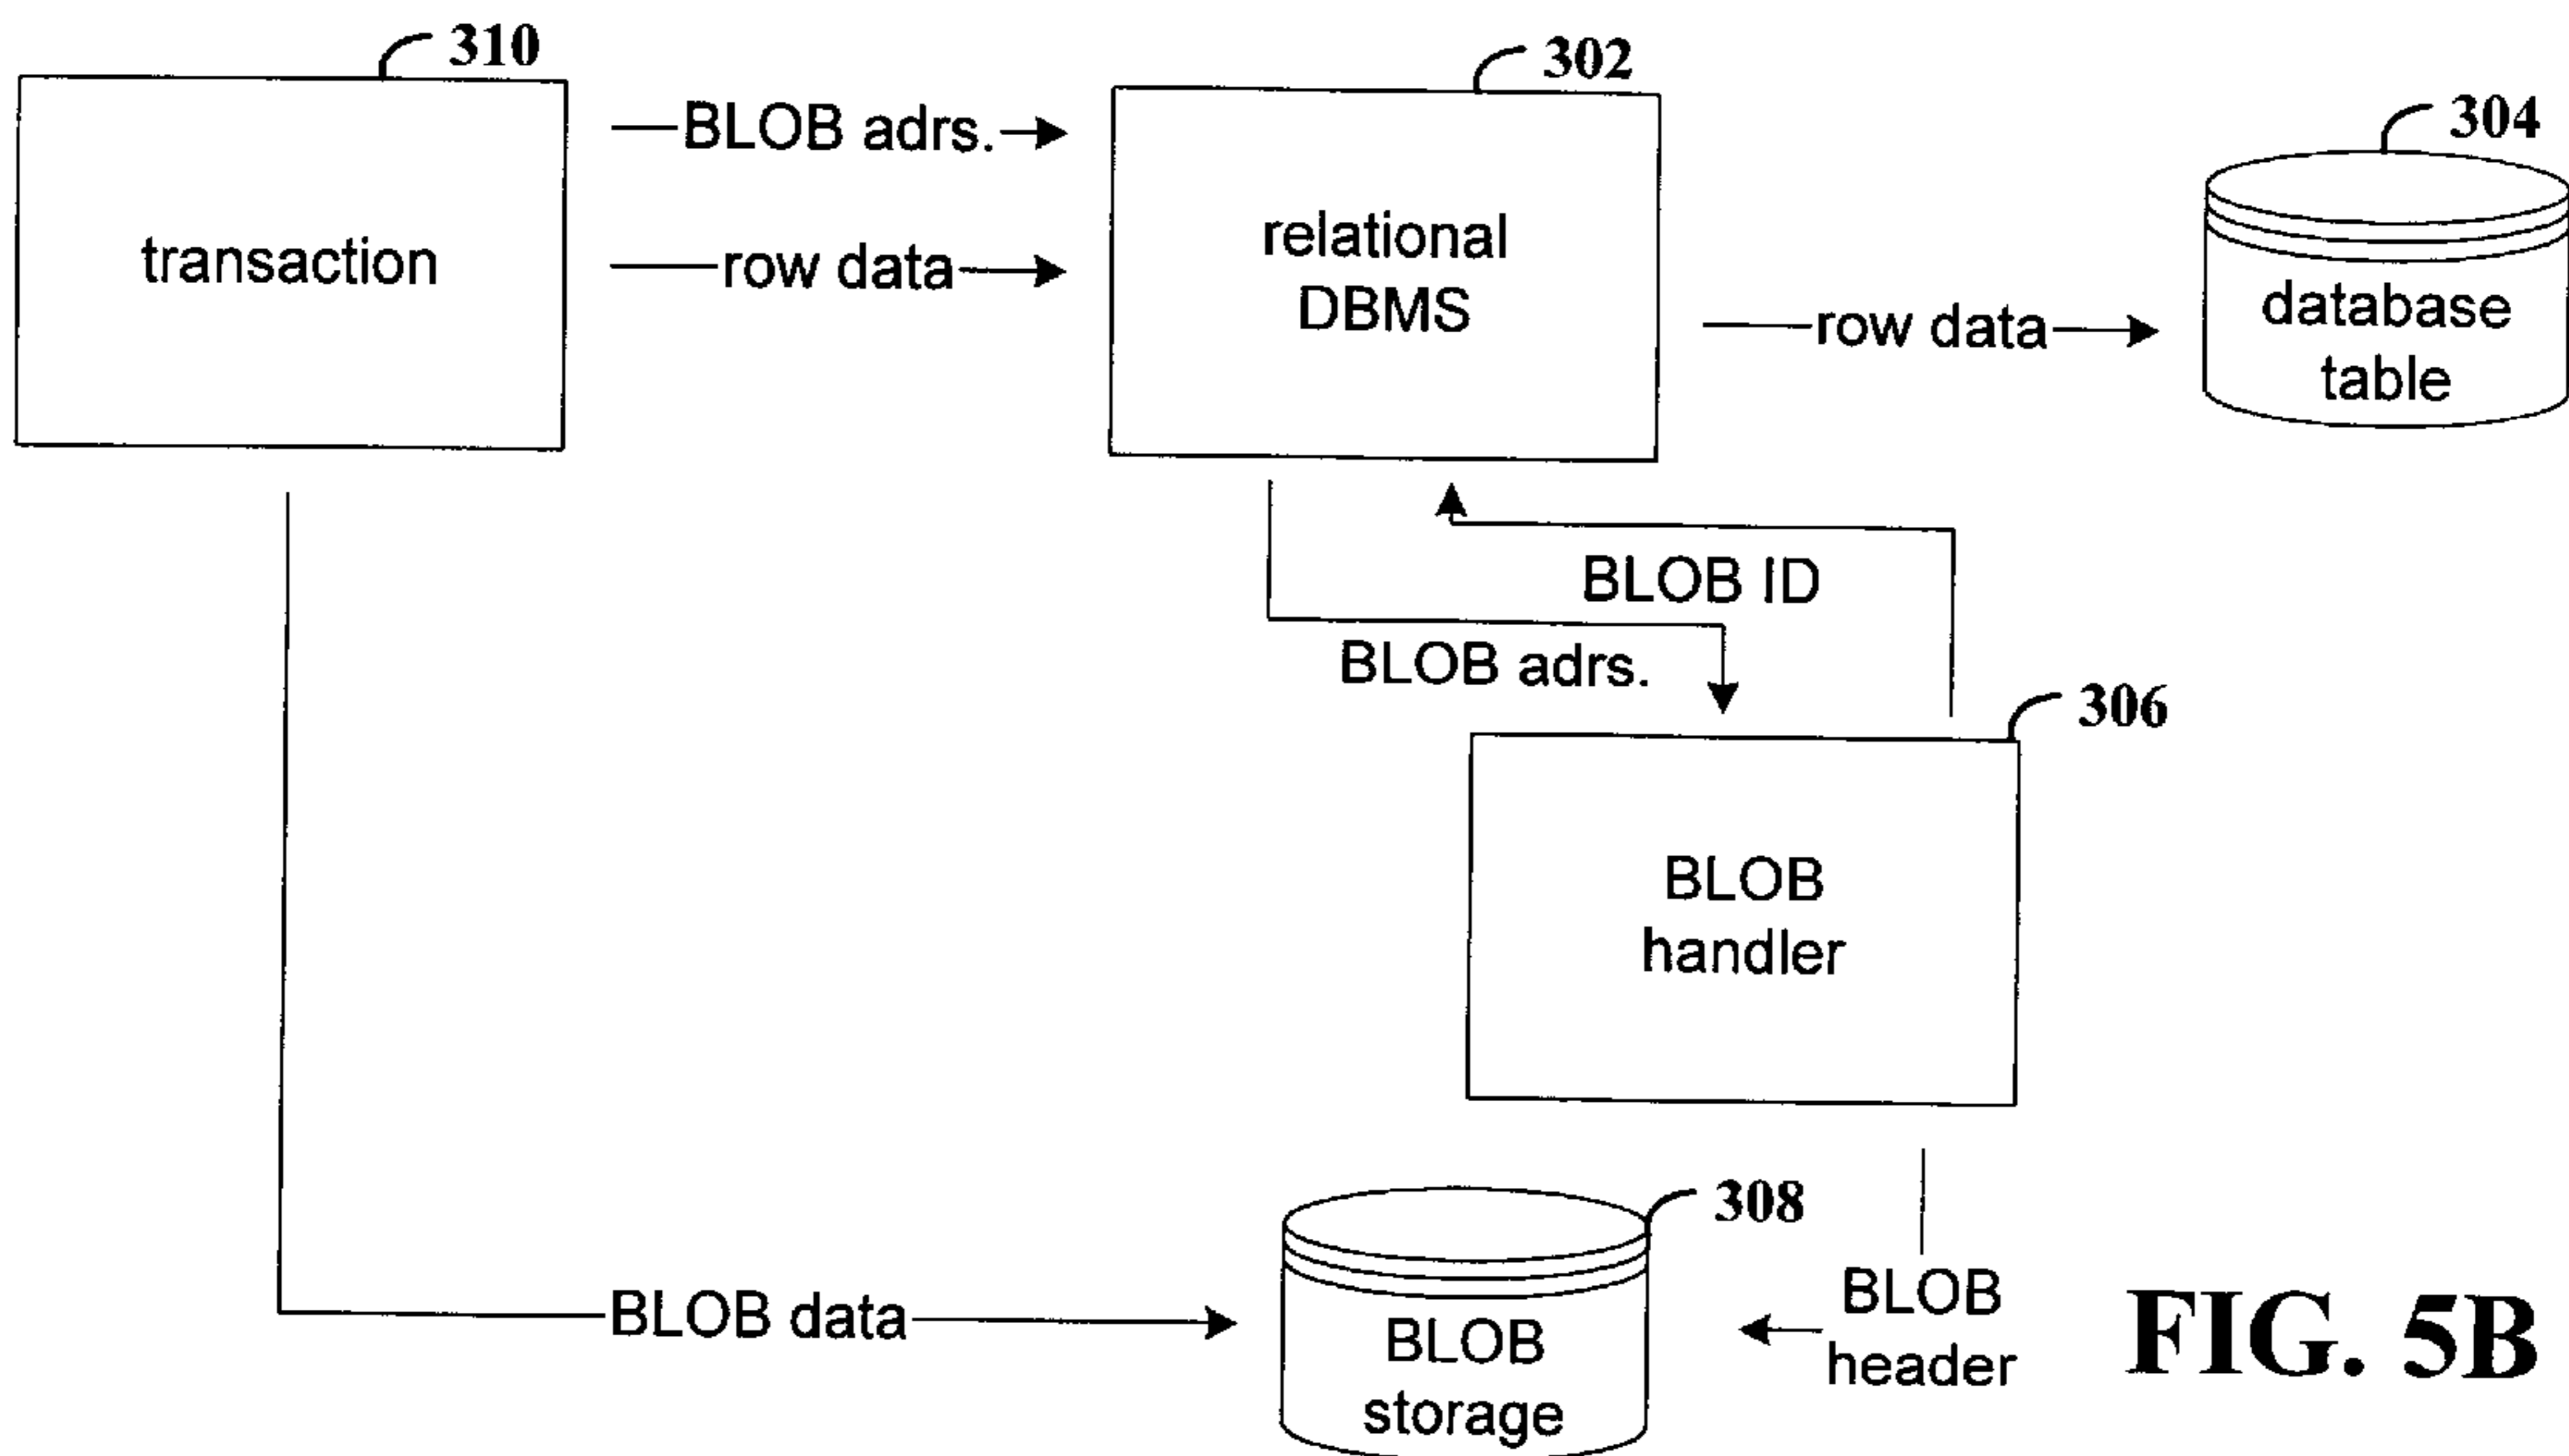 310
302
304
BLOB adrs.
transaction
row data
relational
DBMS
row data
database
table
BLOB ID
BLOB adrs.
306
BLOB
handler
308
BLOB data
BLOB
storage
BLOB
header
FIG. 5B